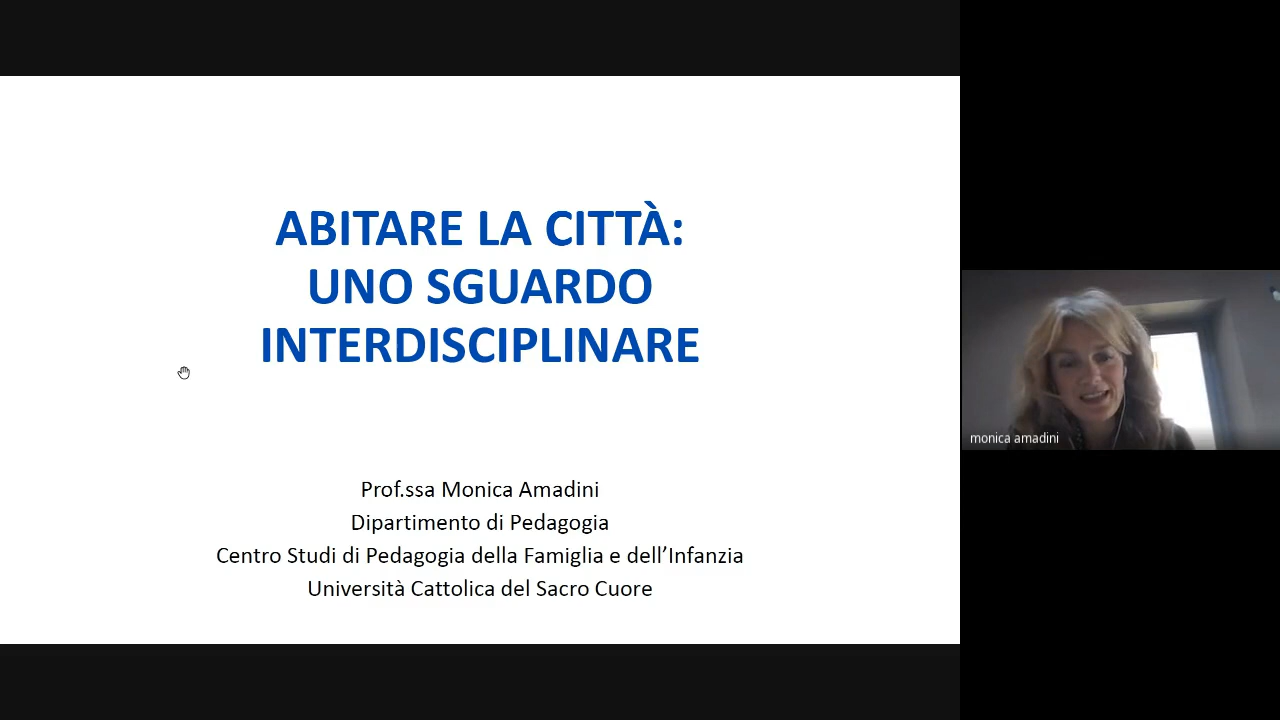 ABITARE LA CITTÀ:
UNO SGUARDO
INTERDISCIPLINARE
Prof.ssa Monica Amadini
Dipartimento di Pedagogia
Centro Studi di Pedagogia della Famiglia e dell’Infanzia
Università Cattolica del Sacro Cuore
monica amadini